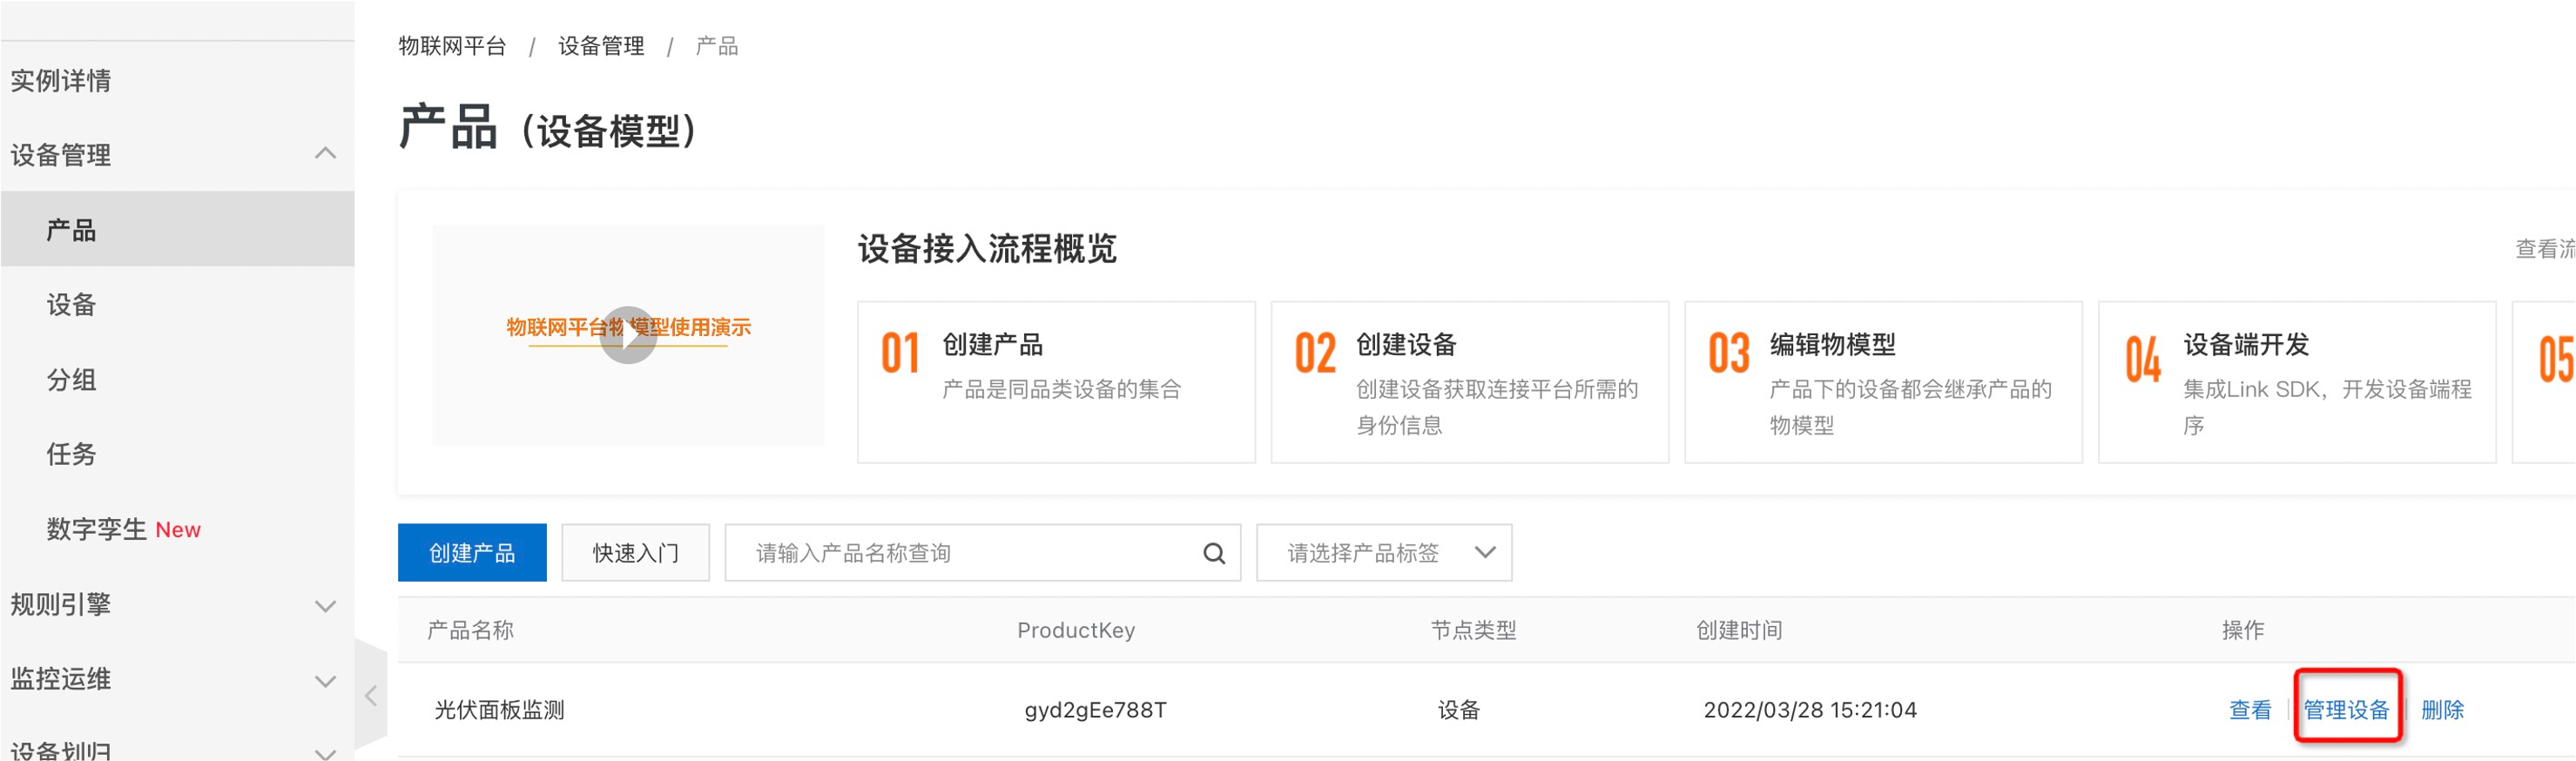 实例详情
设备管理
产品
设备
分组
任务
数字孪生 New
规则引擎
监控运维
设备划归
物联网平台 / 设备管理 / 产品
产品（设备模型）
物联网平台物模型使用演示
设备接入流程概览
查看流
01 创建产品
产品是同品类设备的集合
02 创建设备
创建设备获取连接平台所需的
身份信息
03 编辑物模型
产品下的设备都会继承产品的
物模型
04 设备端开发
集成Link SDK，开发设备端程
序
05
创建产品 快速入门 请输入产品名称查询 请选择产品标签
产品名称 ProductKey 节点类型 创建时间 操作
光伏面板监测 gyd2gEe788T 设备 2022/03/28 15:21:04 查看 管理设备 删除